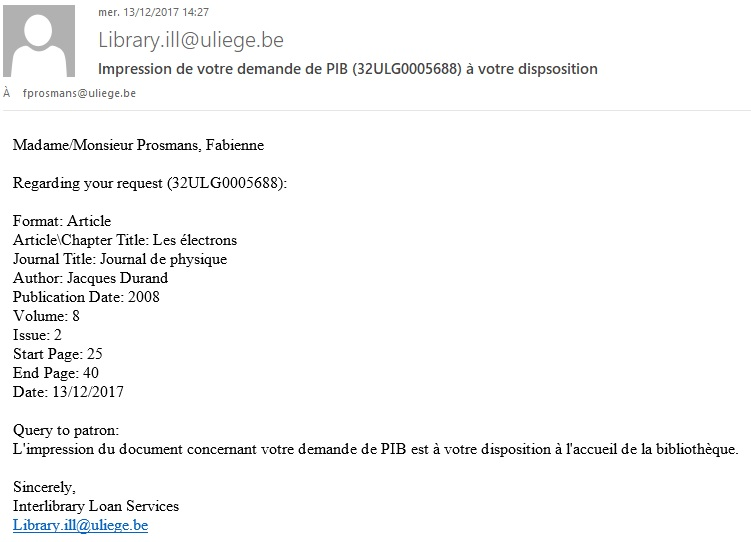 mer. 13/12/2017 14:27
Library.ill@uliege.be
Impression de votre demande de PIB (32ULG0005688) à votre dispsosition
À fprosmans@uliege.be
Madame/Monsieur Prosmans, Fabienne
Regarding your request (32ULG0005688):
Format: Article
Article\Chapter Title: Les électrons
Journal Title: Journal de physique
Author: Jacques Durand
Publication Date: 2008
Volume: 8
Issue: 2
Start Page: 25
End Page: 40
Date: 13/12/2017
Query to patron:
L'impression du document concernant votre demande de PIB est à votre disposition à l'accueil de la bibliothèque.
Sincerely,
Interlibrary Loan Services
Library.ill@uliege.be